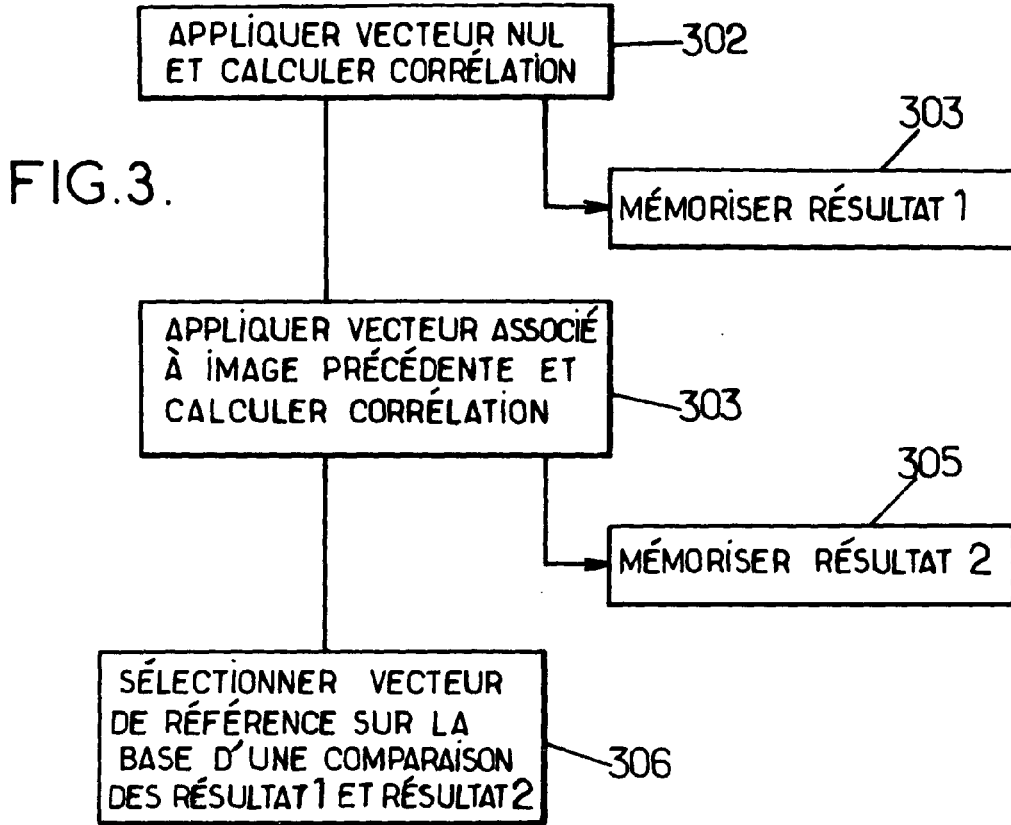 APPLIQUER VECTEUR NUL
ET CALCULER CORRÉLATION
302
303
FIG.3.
MÉMORISER RÉSULTAT 1
APPLIQUER VECTEUR ASSOCIÉ
À IMAGE PRÉCÉDENTE ET
CALCULER CORRÉLATION
303
305
MÉMORISER RÉSULTAT 2
SÉLECTIONNER VECTEUR
DE RÉFÉRENCE SUR LA
BASE D'UNE COMPARAISON
DES RÉSULTAT 1 ET RÉSULTAT 2
306